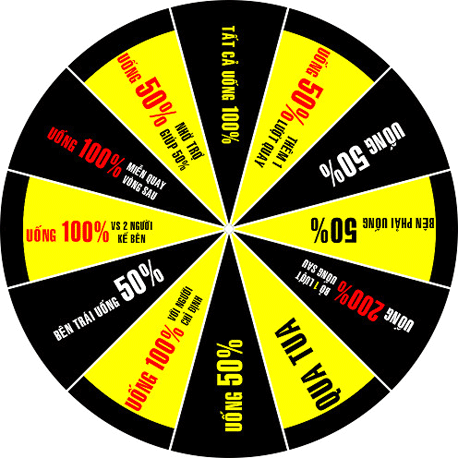 TẤT CẢ UỐNG 100%
UỐNG 50%
THÊM 1
LƯỢT QUAY
UỐNG 50%
BÊN PHẢI UỐNG 50%
UỐNG 200%
BỎ 1 LƯỢT
UỐNG SAU
QUA TUA
UỐNG 50%
UỐNG 100%
VỚI NGƯỜI
CHỈ ĐỊNH
BÊN TRÁI UỐNG 50%
UỐNG 100%
VS 2 NGƯỜI
KẾ BÊN
UỐNG 100%
MIỄN QUAY
VÒNG SAU
UỐNG 50%
NHỜ TRỢ
GIÚP 50%